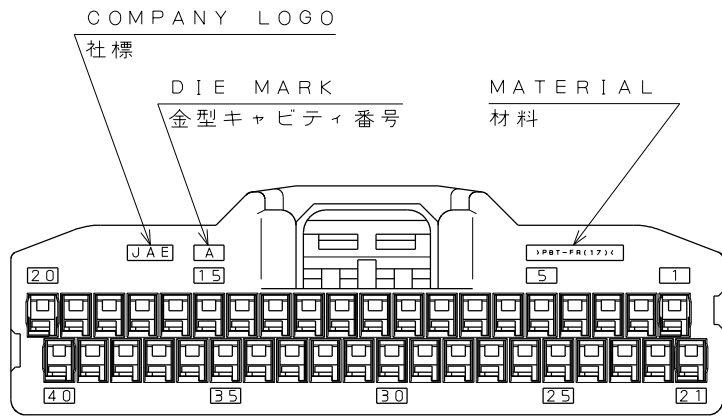 COMPANY LOGO
社標
DIE MARK
金型キャビティ番号
MATERIAL
材料
JAE
A
>PBT-FR(17)<
20
15
5
1
40
35
30
25
21